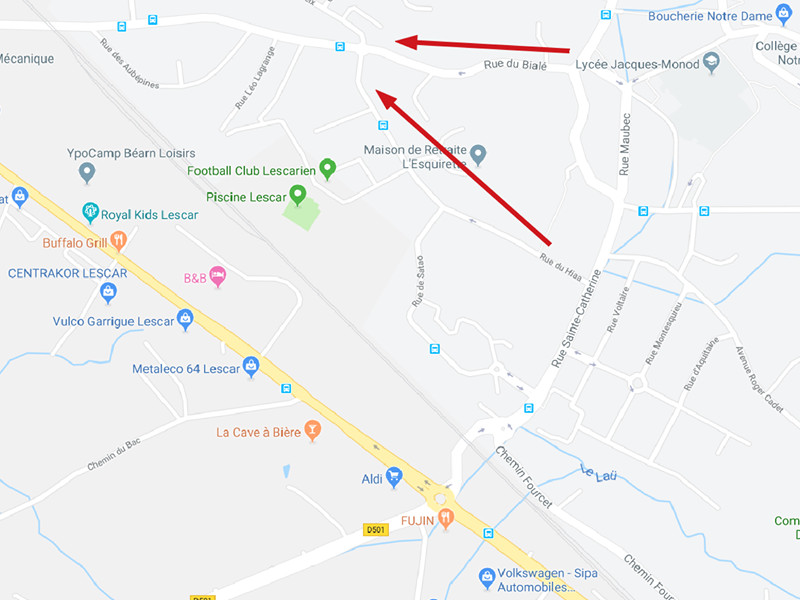 Boucherie Notre Dame
Collège
Notr
Rue des Aubépines
Mécanique
Rue Léo Lagrange
Rue du Bialé
Lycée Jacques-Monod
Rue Maubec
YpoCamp Béarn Loisirs
Maison de Retraite
L'Esquirette
Football Club Lescarien
Piscine Lescar
at
Royal Kids Lescar
Buffalo Grill
CENTRAKOR LESCAR
B&B
Rue du Hiaa
Rue de Sataö
Rue Sainte-Catherine
Rue Voltaire
Rue Montesquieu
Rue d'Aquitaine
Avenue Roger Cadet
Vulco Garrigue Lescar
Metaleco 64 Lescar
La Cave à Bière
Chemin du Bac
Aldi
Chemin Fourcet
Le Laü
FUJIN
D501
Com
D
Volkswagen - Sipa
Automobiles...
Chemin Four
D501